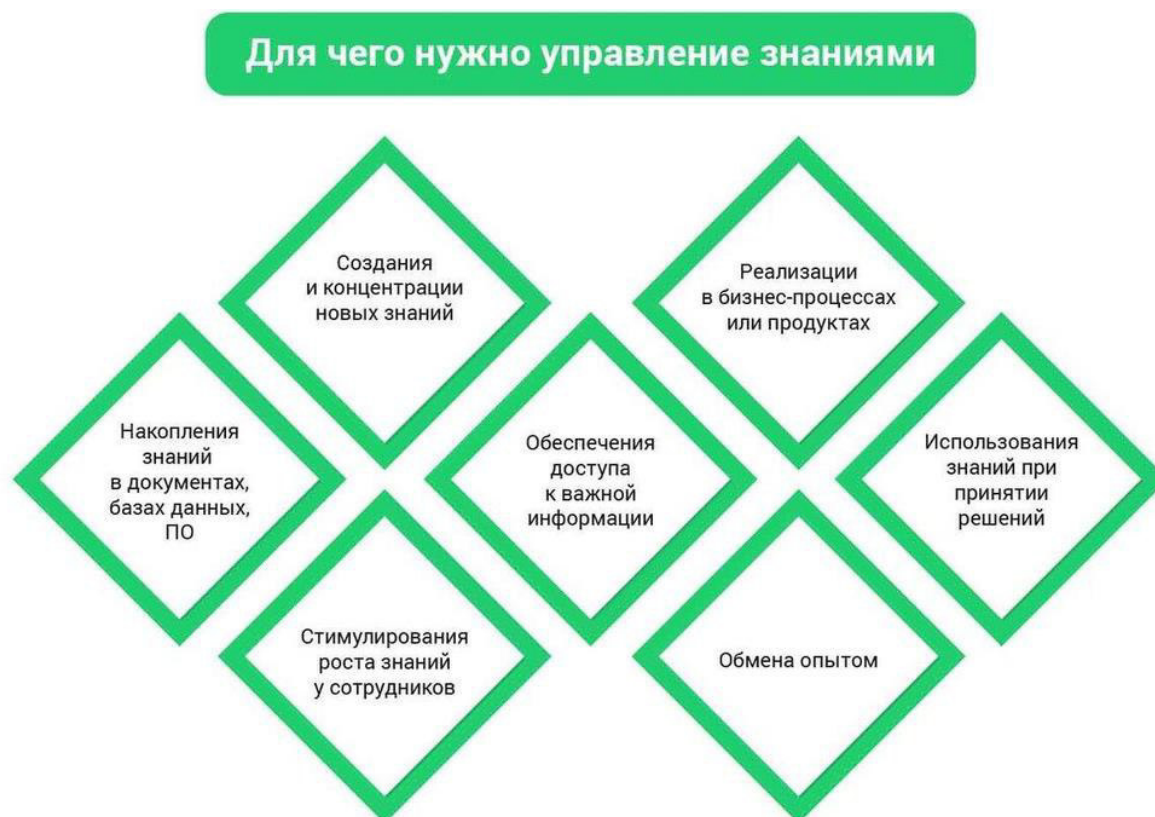 Для чего нужно управление знаниями
Создания
и концентрации
новых знаний
Реализации
в бизнес-процессах
или продуктах
Накопления
знаний
в документах,
базах данных,
ПО
Обеспечения
доступа
к важной
информации
Использования
знаний при
принятии
решений
Стимулирования
роста знаний
у сотрудников
Обмена опытом